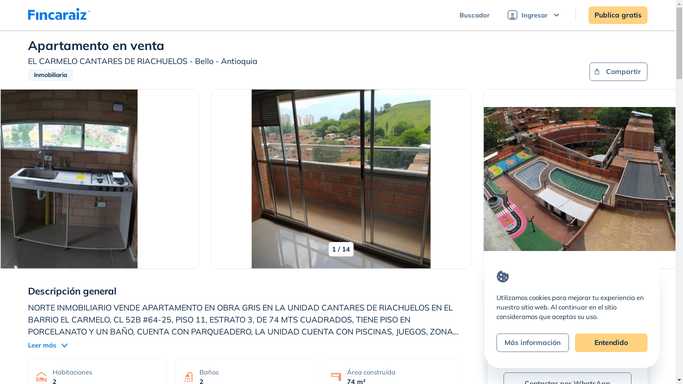 Fincaraiz
Buscador
Ingresar
Publica gratis
Apartamento en venta
EL CARMELO CANTARES DE RIACHUELOS - Bello - Antioquia
Inmobiliaria
Compartir
1 / 14
Descripción general
NORTE INMOBILIARIO VENDE APARTAMENTO EN OBRA GRIS EN LA UNIDAD CANTARES DE RIACHUELOS EN EL
BARRIO EL CARMELO, CL 52B #64-25, PISO 11, ESTRATO 3, DE 74 MTS CUADRADOS, TIENE PISO EN
PORCELANATO Y UN BAÑO, CUENTA CON PARQUEADERO, LA UNIDAD CUENTA CON PISCINAS, JUEGOS, ZONA...
Leer más
Habitaciones
2
Baños
2
Área construida
74 m²
Utilizamos cookies para mejorar tu experiencia en
nuestro sitio web. Al continuar en el sitio
consideramos que aceptas su uso.
Más información
Entendido
Contactar por WhatsApp